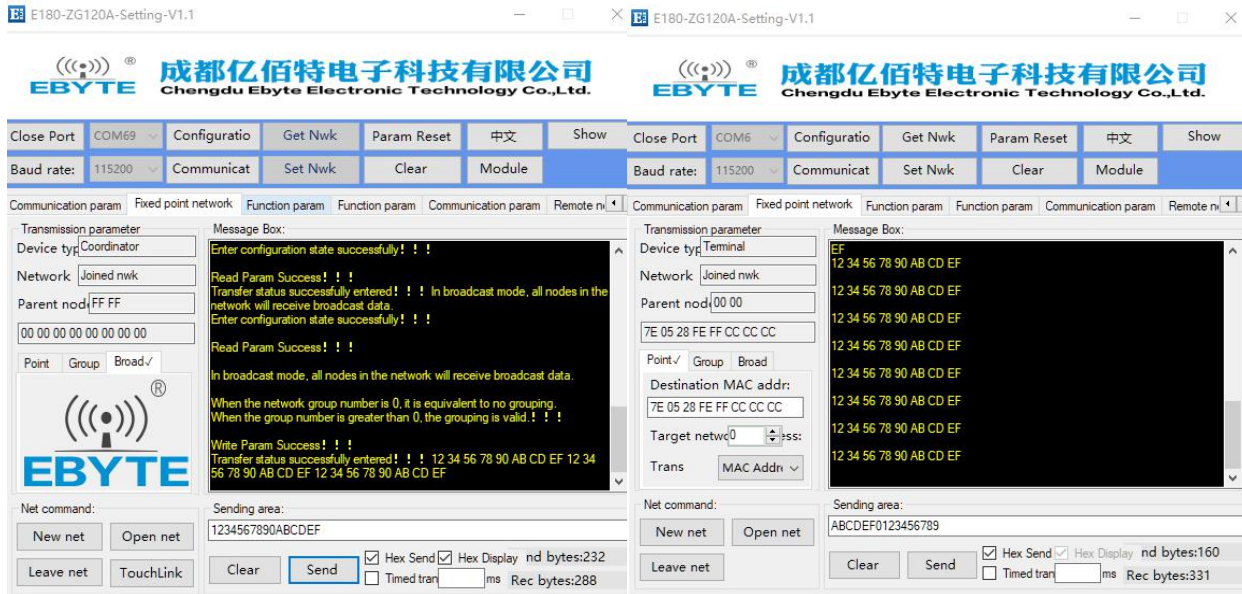 E180-ZG120A-Setting-V1.1
EBYTE ®
成都亿佰特电子科技有限公司
Chengdu Ebyte Electronic Technology Co.,Ltd.
Close Port COM69 Configuratio Get Nwk Param Reset 中文 Show
Baud rate: 115200 Communicat Set Nwk Clear Module
Communication param Fixed point network Function param Function param Communication param Remote n
Transmission parameter
Device typ Coordinator
Network Joined nwk
Parent nod FF FF
00 00 00 00 00 00 00 00
Point Group Broad✓
®
EBYTE
Message Box:
Enter configuration state successfully！！！
Read Param Success！！！
Transfer status successfully entered！！！ In broadcast mode, all nodes in the
network will receive broadcast data.
Enter configuration state successfully！！！
Read Param Success！！！
In broadcast mode, all nodes in the network will receive broadcast data.
When the network group number is 0, it is equivalent to no grouping.
When the group number is greater than 0, the grouping is valid.！！！
Write Param Success！！！
Transfer status successfully entered！！！ 12 34 56 78 90 AB CD EF 12 34
56 78 90 AB CD EF 12 34 56 78 90 AB CD EF
Net command:
New net Open net
Leave net TouchLink
Sending area:
1234567890ABCDEF
Clear Send Hex Send Hex Display nd bytes:232
Timed tran ms Rec bytes:288
E180-ZG120A-Setting-V1.1
EBYTE ®
成都亿佰特电子科技有限公司
Chengdu Ebyte Electronic Technology Co.,Ltd.
Close Port COM6 Configuratio Get Nwk Param Reset 中文 Show
Baud rate: 115200 Communicat Set Nwk Clear Module
Communication param Fixed point network Function param Function param Communication param Remote n
Transmission parameter
Device typ Terminal
Network Joined nwk
Parent nod 00 00
7E 05 28 FE FF CC CC CC
Point✓ Group Broad
Destination MAC addr:
7E 05 28 FE FF CC CC CC
Target netwc 0 ess:
Trans MAC Addre
Message Box:
EF
12 34 56 78 90 AB CD EF
12 34 56 78 90 AB CD EF
12 34 56 78 90 AB CD EF
12 34 56 78 90 AB CD EF
12 34 56 78 90 AB CD EF
12 34 56 78 90 AB CD EF
12 34 56 78 90 AB CD EF
12 34 56 78 90 AB CD EF
Net command:
New net Open net
Leave net
Sending area:
ABCDEF0123456789
Clear Send Hex Send Hex Display nd bytes:160
Timed tran ms Rec bytes:331